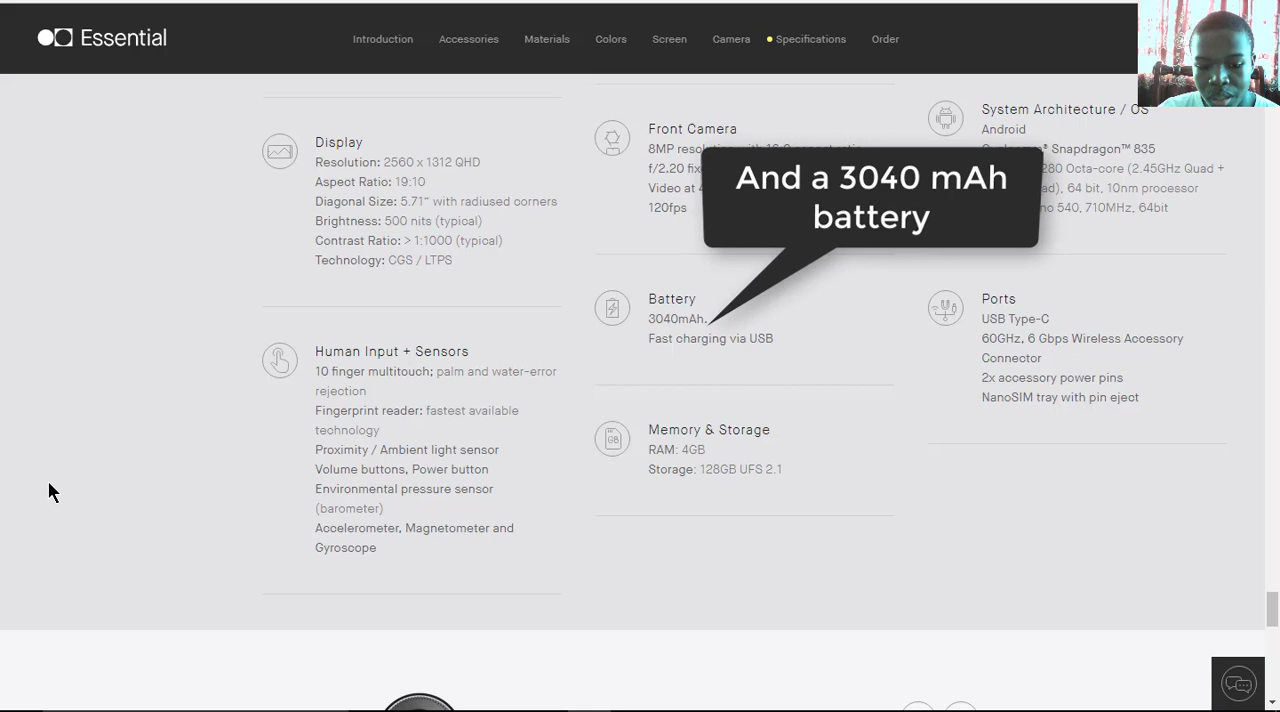 Essential
Introduction
Accessories
Materials
Colors
Screen
Camera
Specifications
Order
Display
Resolution: 2560 x 1312 QHD
Aspect Ratio: 19:10
Diagonal Size: 5.71” with radiused corners
Brightness: 500 nits (typical)
Contrast Ratio: > 1:1000 (typical)
Technology: CGS / LTPS
Human Input + Sensors
10 finger multitouch; palm and water-error
rejection
Fingerprint reader: fastest available
technology
Proximity / Ambient light sensor
Volume buttons, Power button
Environmental pressure sensor
(barometer)
Accelerometer, Magnetometer and
Gyroscope
Front Camera
8MP
f/2.20
Video at
120fps
And a 3040 mAh
battery
Battery
3040mAh.
Fast charging via USB
Memory & Storage
GB
RAM: 4GB
Storage: 128GB UFS 2.1
System Architecture / OS
Android
Snapdragon™ 835
280 Octa-core (2.45GHz Quad +
64 bit, 10nm processor
540, 710MHz, 64bit
Ports
USB Type-C
60GHz, 6 Gbps Wireless Accessory
Connector
2x accessory power pins
NanoSIM tray with pin eject